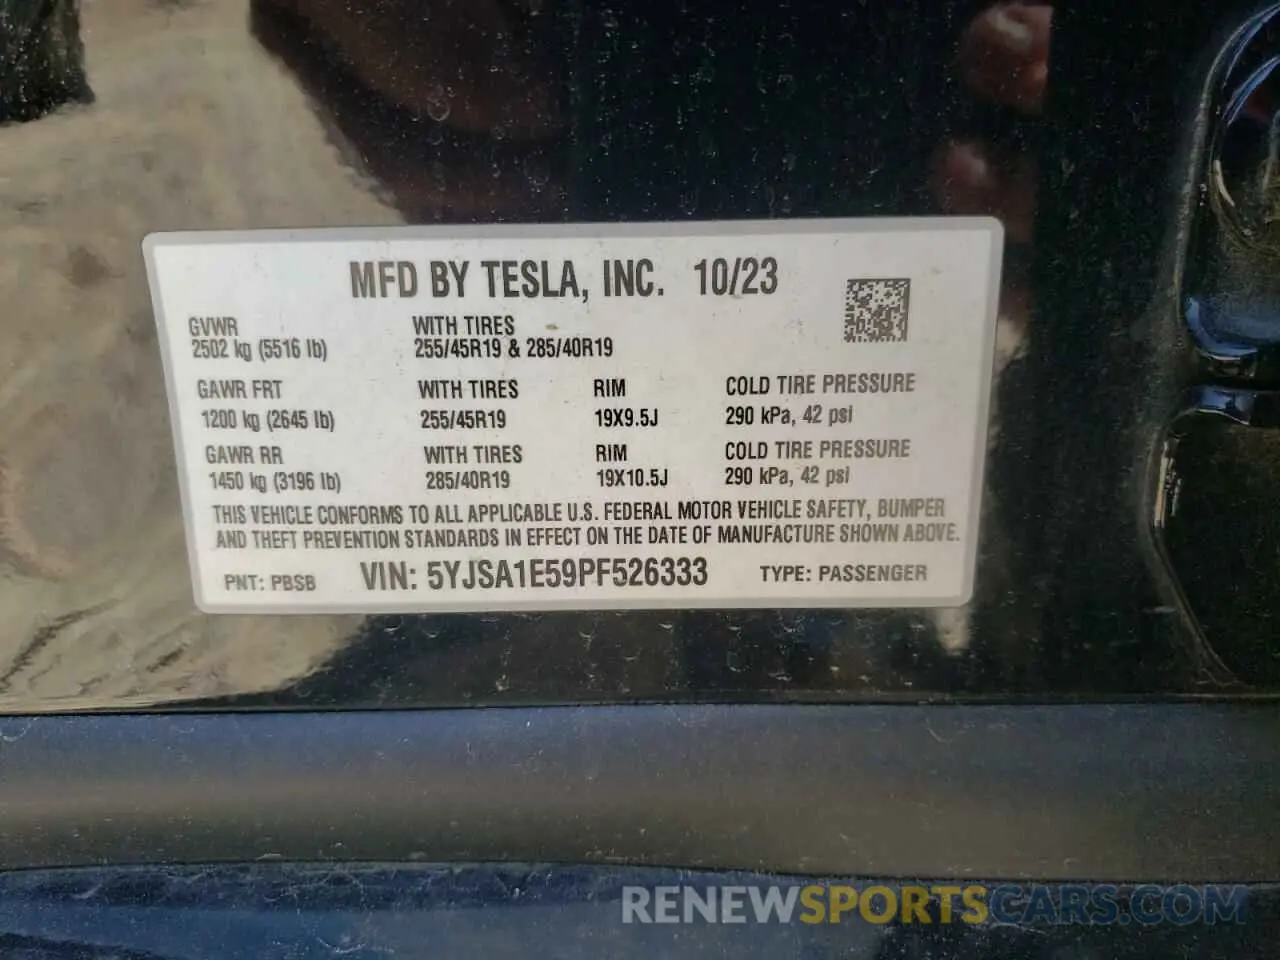 MFD BY TESLA, INC. 10/23
GVWR WITH TIRES
2502 kg (5516 lb) 255/45R19 & 285/40R19
GAWR FRT WITH TIRES RIM COLD TIRE PRESSURE
1200 kg (2645 lb) 255/45R19 19X9.5J 290 kPa, 42 psi
GAWR RR WITH TIRES RIM COLD TIRE PRESSURE
1450 kg (3196 lb) 285/40R19 19X10.5J 290 kPa, 42 psi
THIS VEHICLE CONFORMS TO ALL APPLICABLE U.S. FEDERAL MOTOR VEHICLE SAFETY, BUMPER
AND THEFT PREVENTION STANDARDS IN EFFECT ON THE DATE OF MANUFACTURE SHOWN ABOVE.
PNT: PBSB VIN: 5YJSA1E59PF526333 TYPE: PASSENGER
RENEWSPORTSCARS.COM